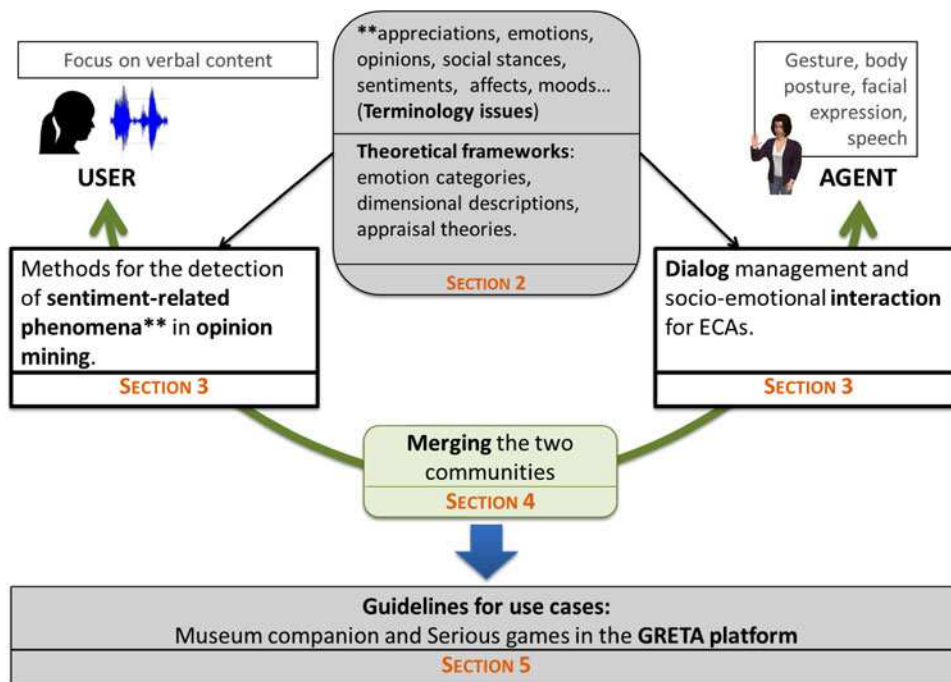 Focus on verbal content
USER
**appreciations, emotions,
opinions, social stances,
sentiments, affects, moods…
(Terminology issues)
Theoretical frameworks:
emotion categories,
dimensional descriptions,
appraisal theories.
SECTION 2
Gesture, body
posture, facial
expression,
speech
AGENT
Methods for the detection
of sentiment-related
phenomena** in opinion
mining.
SECTION 3
Dialog management and
socio-emotional interaction
for ECAs.
SECTION 3
Merging the two
communities
SECTION 4
Guidelines for use cases:
Museum companion and Serious games in the GRETA platform
SECTION 5